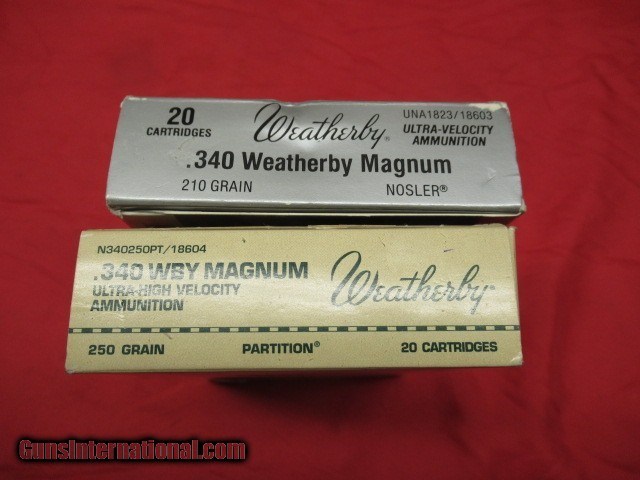 20
CARTRIDGES
Weatherby®
UNA1823/18603
ULTRA-VELOCITY
AMMUNITION
.340 Weatherby Magnum
210 GRAIN NOSLER®
N340250PT/18604
.340 WBY MAGNUM
ULTRA-HIGH VELOCITY
AMMUNITION
Weatherby®
250 GRAIN PARTITION® 20 CARTRIDGES
GunsInternational.com